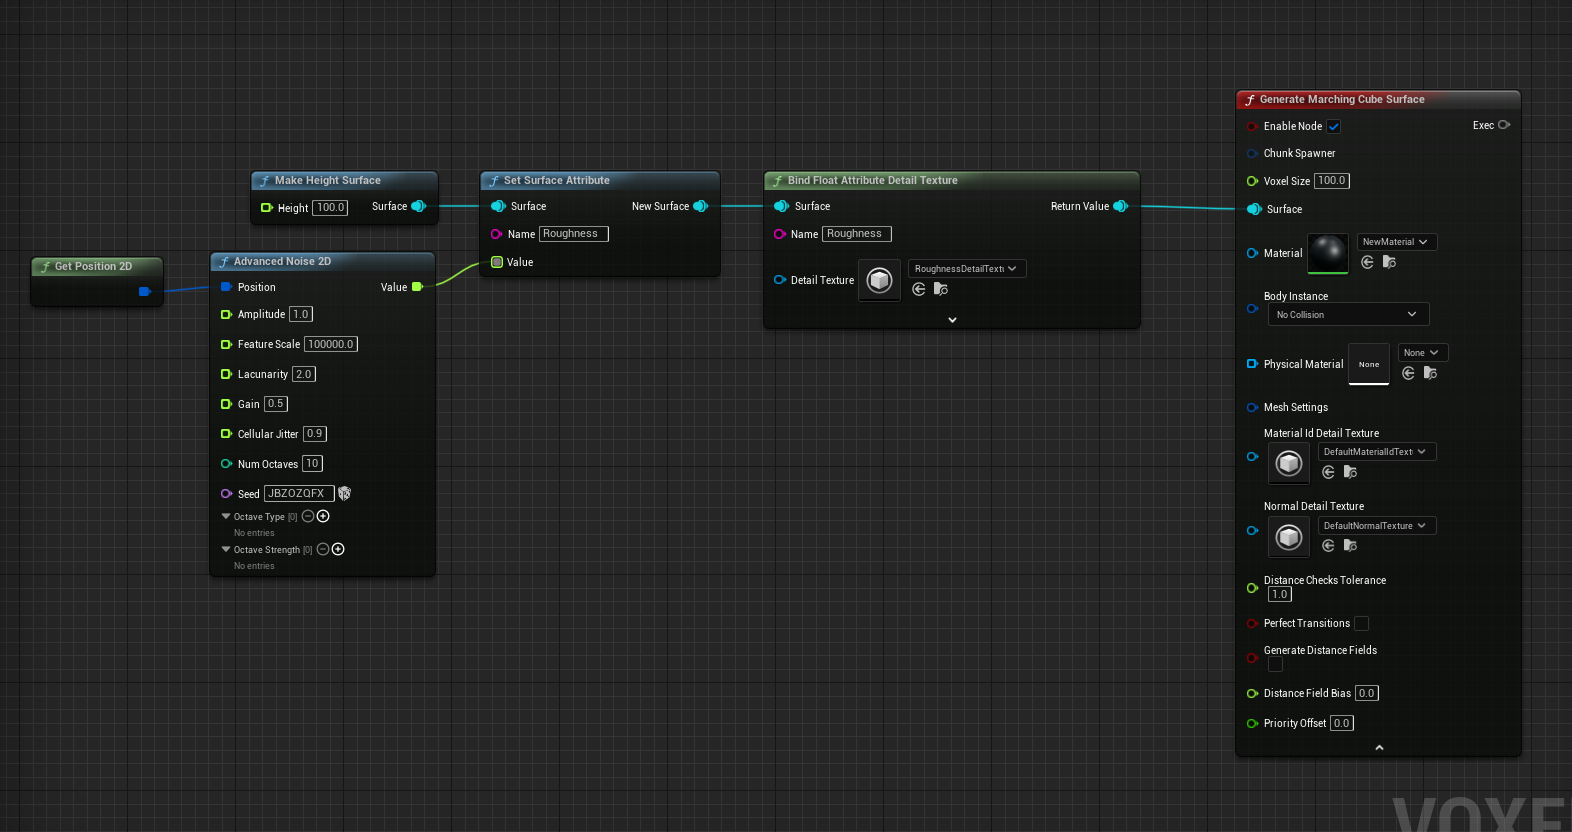 Generate Marching Cube Surface
Enable Node
Exec
Chunk Spawner
Voxel Size 100.0
Surface
Material
NewMaterial
Body Instance
No Collision
Physical Material
None
None
Mesh Settings
Material Id Detail Texture
DefaultMaterialIdText
Normal Detail Texture
DefaultNormalTexture
Distance Checks Tolerance
1.0
Perfect Transitions
Generate Distance Fields
Distance Field Bias 0.0
Priority Offset 0.0
Make Height Surface
Height 100.0
Surface
Set Surface Attribute
Surface
New Surface
Name Roughness
Value
Bind Float Attribute Detail Texture
Surface
Return Value
Name Roughness
Detail Texture
RoughnessDetailTextu
Get Position 2D
Advanced Noise 2D
Position
Value
Amplitude 1.0
Feature Scale 100000.0
Lacunarity 2.0
Gain 0.5
Cellular Jitter 0.9
Num Octaves 10
Seed JBZOZQFX
Octave Type [0]
No entries
Octave Strength [0]
No entries